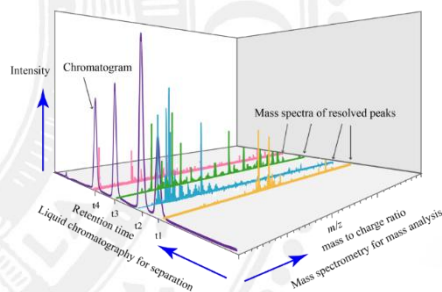 Intensity
Chromatogram
Mass spectra of resolved peaks
t4
t3
t2
t1
Retention time
Liquid chromatography for separation
m/z
mass to charge ratio
Mass spectrometry for mass analysis